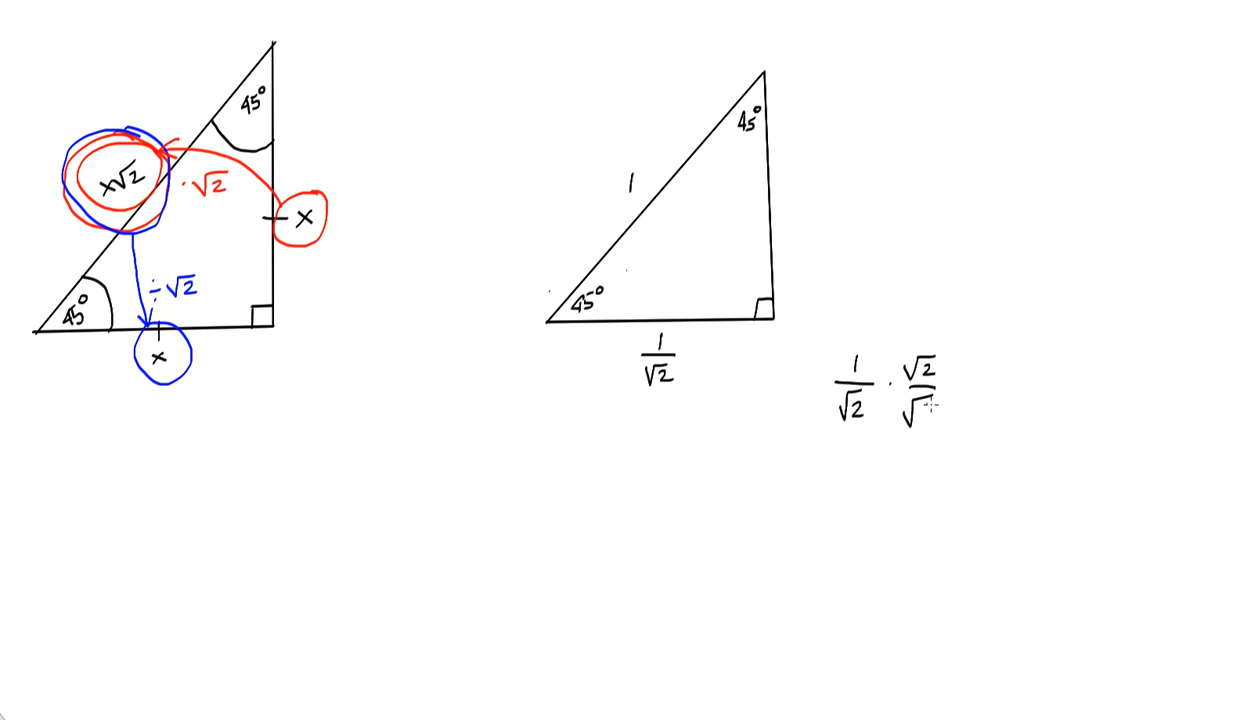 45°
x√2
· √2
x
÷ √2
45°
x
45°
1
45°
1/√2
1/√2 · √2/√